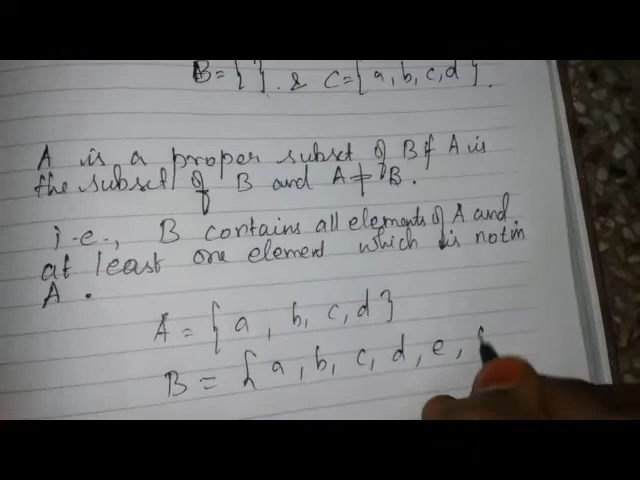 B = { } . & C = { a, b, c, d } .
A is a proper subset of B if A is
the subset of B and A ≠ B.
i.e., B contains all elements of A and
at least one element which is not in
A .
A = { a , b, c, d }
B = { a , b, c, d , e ,